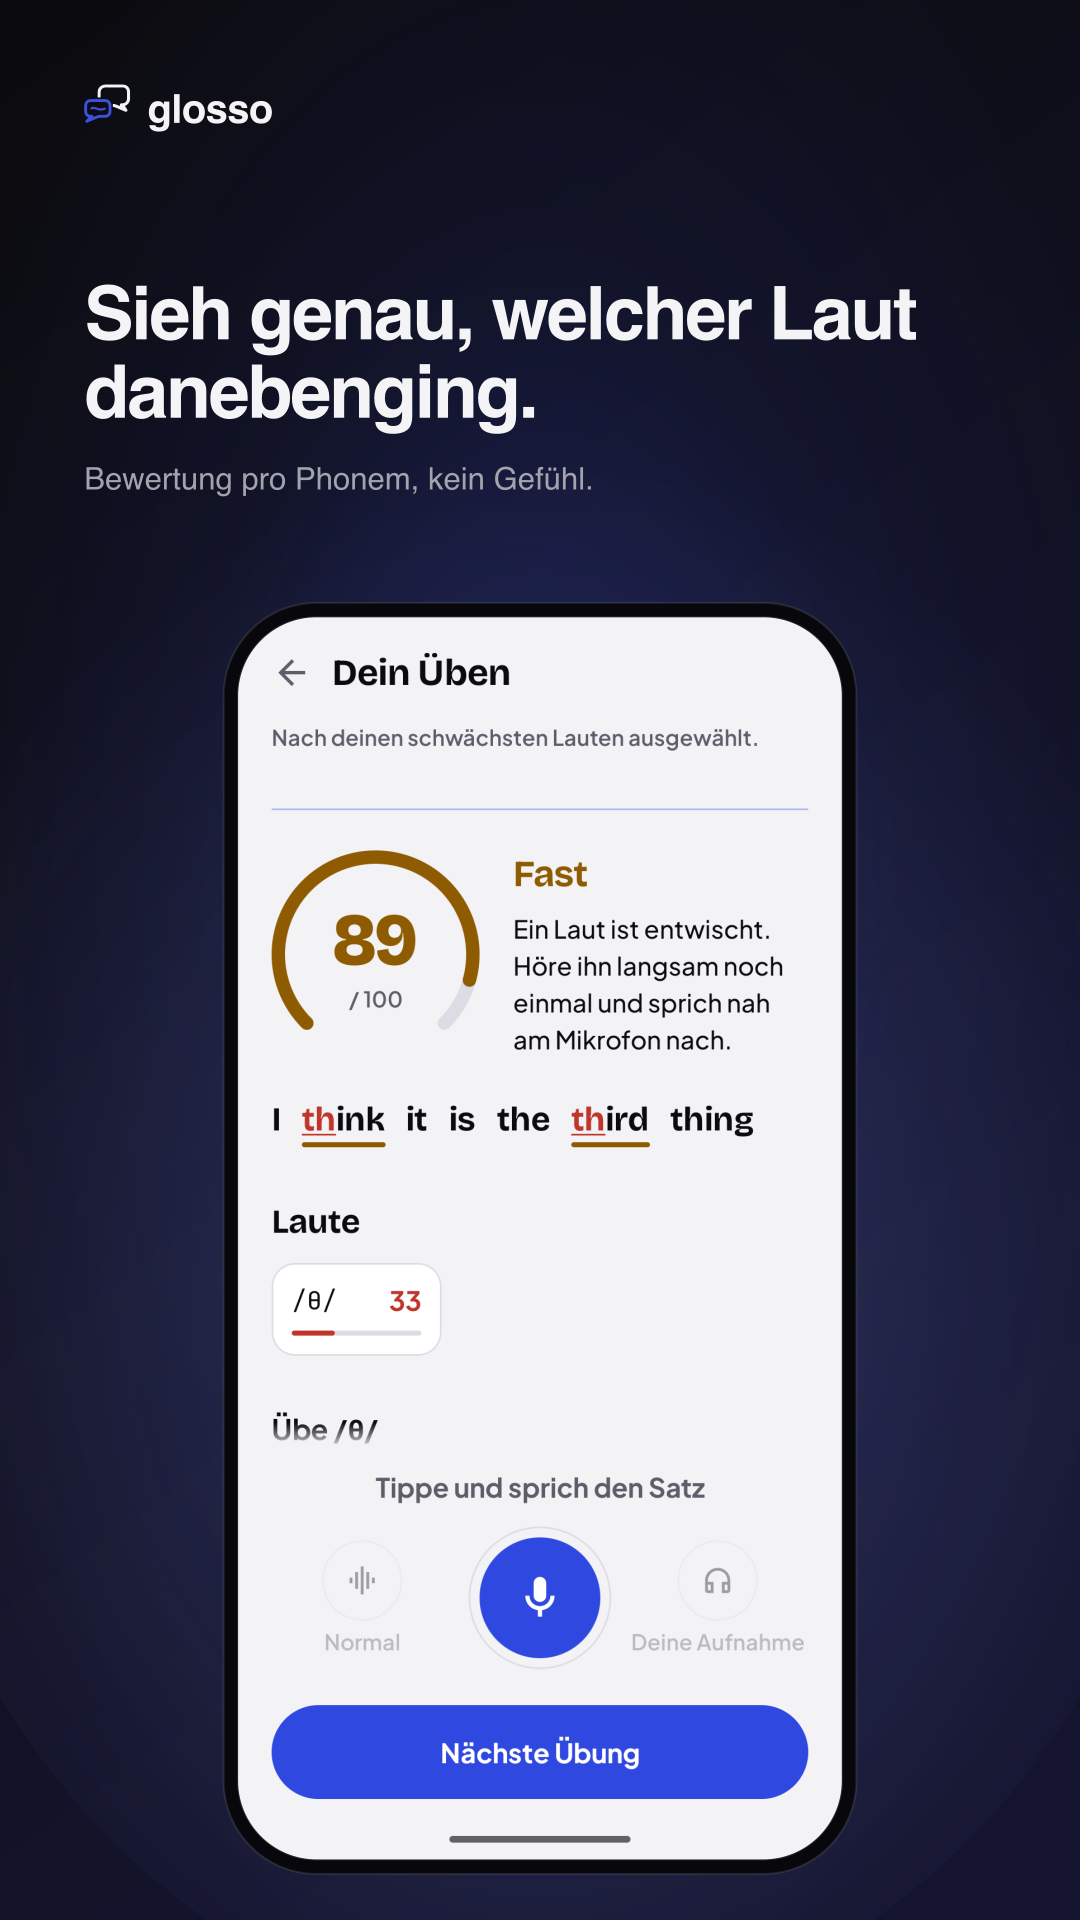 glosso
Sieh genau, welcher Laut
danebenging.
Bewertung pro Phonem, kein Gefühl.
Dein Üben
Nach deinen schwächsten Lauten ausgewählt.
89
/ 100
Fast
Ein Laut ist entwischt.
Höre ihn langsam noch
einmal und sprich nah
am Mikrofon nach.
I think it is the third thing
Laute
/θ/ 33
Übe /θ/
Tippe und sprich den Satz
Normal
Deine Aufnahme
Nächste Übung